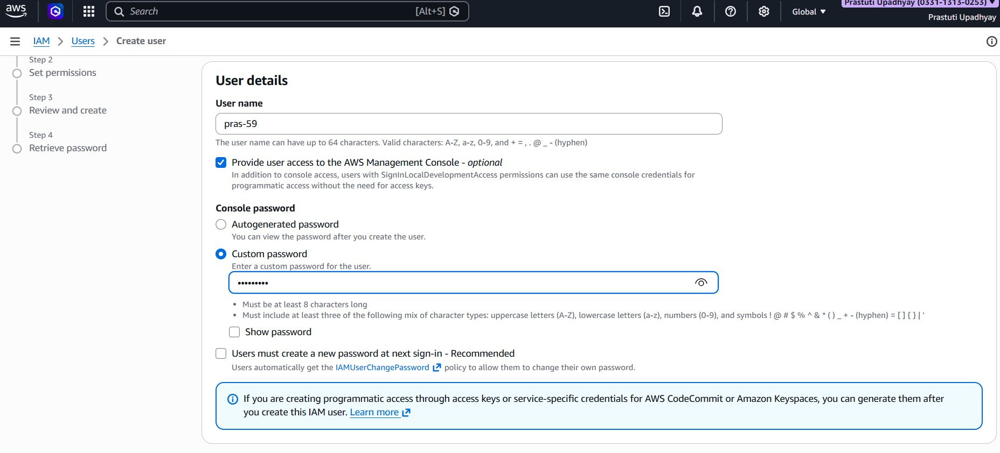 aws
Search [Alt+S]
Global
Prastuti Upadhyay (0331-1313-0253)
Prastuti Upadhyay
IAM > Users > Create user
Step 2
Set permissions
Step 3
Review and create
Step 4
Retrieve password
User details
User name
pras-59
The user name can have up to 64 characters. Valid characters: A-Z, a-z, 0-9, and + = , . @ _ - (hyphen)
Provide user access to the AWS Management Console - optional
In addition to console access, users with SignInLocalDevelopmentAccess permissions can use the same console credentials for
programmatic access without the need for access keys.
Console password
Autogenerated password
You can view the password after you create the user.
Custom password
Enter a custom password for the user.
•••••••••
• Must be at least 8 characters long
• Must include at least three of the following mix of character types: uppercase letters (A-Z), lowercase letters (a-z), numbers (0-9), and symbols ! @ # $ % ^ & * ( ) _ + - (hyphen) = [ ] { } | '
Show password
Users must create a new password at next sign-in - Recommended
Users automatically get the IAMUserChangePassword policy to allow them to change their own password.
If you are creating programmatic access through access keys or service-specific credentials for AWS CodeCommit or Amazon Keyspaces, you can generate them after
you create this IAM user. Learn more